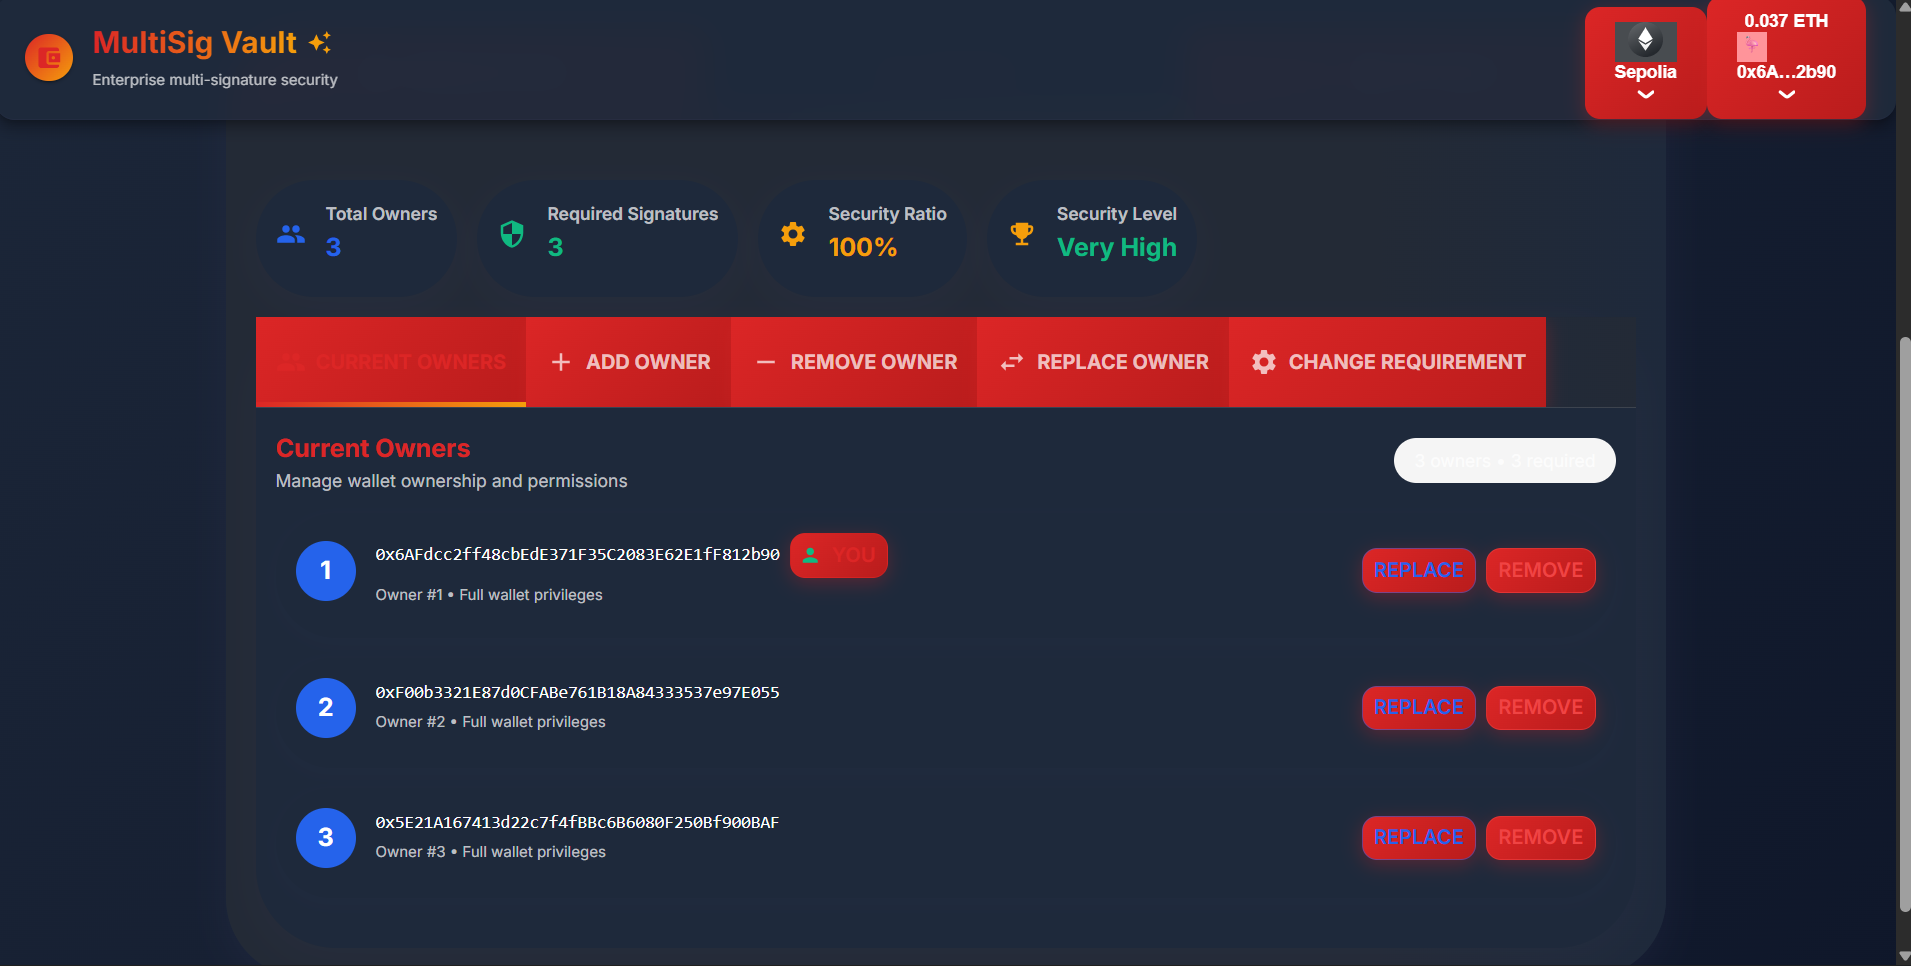 MultiSig Vault
Enterprise multi-signature security
Sepolia
0.037 ETH
0x6A...2b90
Total Owners
3
Required Signatures
3
Security Ratio
100%
Security Level
Very High
CURRENT OWNERS
ADD OWNER
REMOVE OWNER
REPLACE OWNER
CHANGE REQUIREMENT
Current Owners
Manage wallet ownership and permissions
3 owners • 3 required
1
0x6AFdcc2ff48cbEdE371F35C2083E62E1fF812b90
YOU
Owner #1 • Full wallet privileges
REPLACE
REMOVE
2
0xF00b3321E87d0CFABe761B18A84333537e97E055
Owner #2 • Full wallet privileges
REPLACE
REMOVE
3
0x5E21A167413d22c7f4fBBc6B6080F250Bf900BAF
Owner #3 • Full wallet privileges
REPLACE
REMOVE